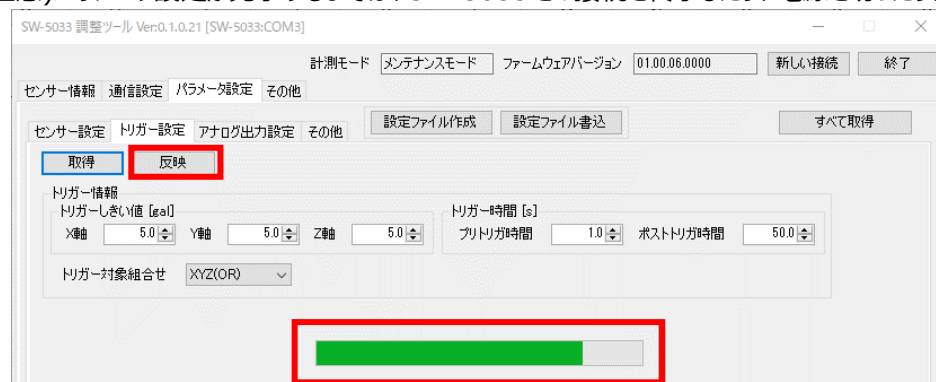 SW-5033 調整ツール Ver:0.1.0.21 [SW-5033:COM3]
計測モード メンテナンスモード ファームウェアバージョン 01.00.06.0000 新しい接続 終了
センサー情報 通信設定 パラメータ設定 その他
センサー設定 トリガー設定 アナログ出力設定 その他 設定ファイル作成 設定ファイル書込 すべて取得
取得 反映
トリガー情報
トリガーしきい値 [gal] トリガー時間 [s]
X軸 5.0 Y軸 5.0 Z軸 5.0 プリトリガ時間 1.0 ポストトリガ時間 50.0
トリガー対象組合せ XYZ(OR)